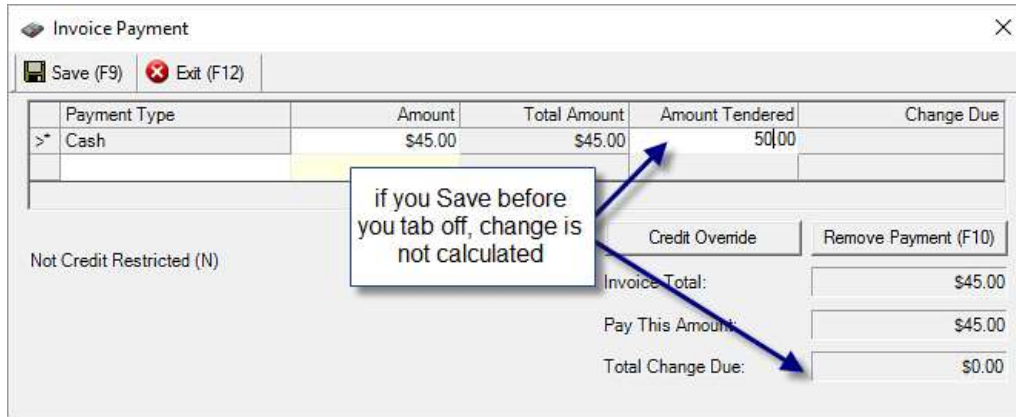 Invoice Payment
Save (F9) Exit (F12)
Payment Type Amount Total Amount Amount Tendered Change Due
>* Cash $45.00 $45.00 50.00
if you Save before
you tab off, change is
not calculated
Credit Override Remove Payment (F10)
Not Credit Restricted (N)
Invoice Total: $45.00
Pay This Amount: $45.00
Total Change Due: $0.00